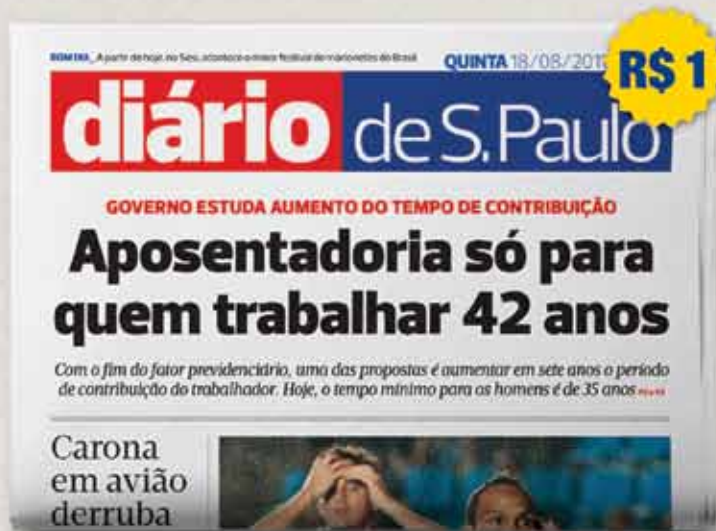 BOM DIA_ A partir de hoje, no Sesi, acontece o maior festival de marionetes do Brasil
QUINTA 18/08/201
R$ 1
diário de S. Paulo
GOVERNO ESTUDA AUMENTO DO TEMPO DE CONTRIBUIÇÃO
Aposentadoria só para
quem trabalhar 42 anos
Com o fim do fator previdenciário, uma das propostas é aumentar em sete anos o período
de contribuição do trabalhador. Hoje, o tempo mínimo para os homens é de 35 anos
Carona
em avião
derruba